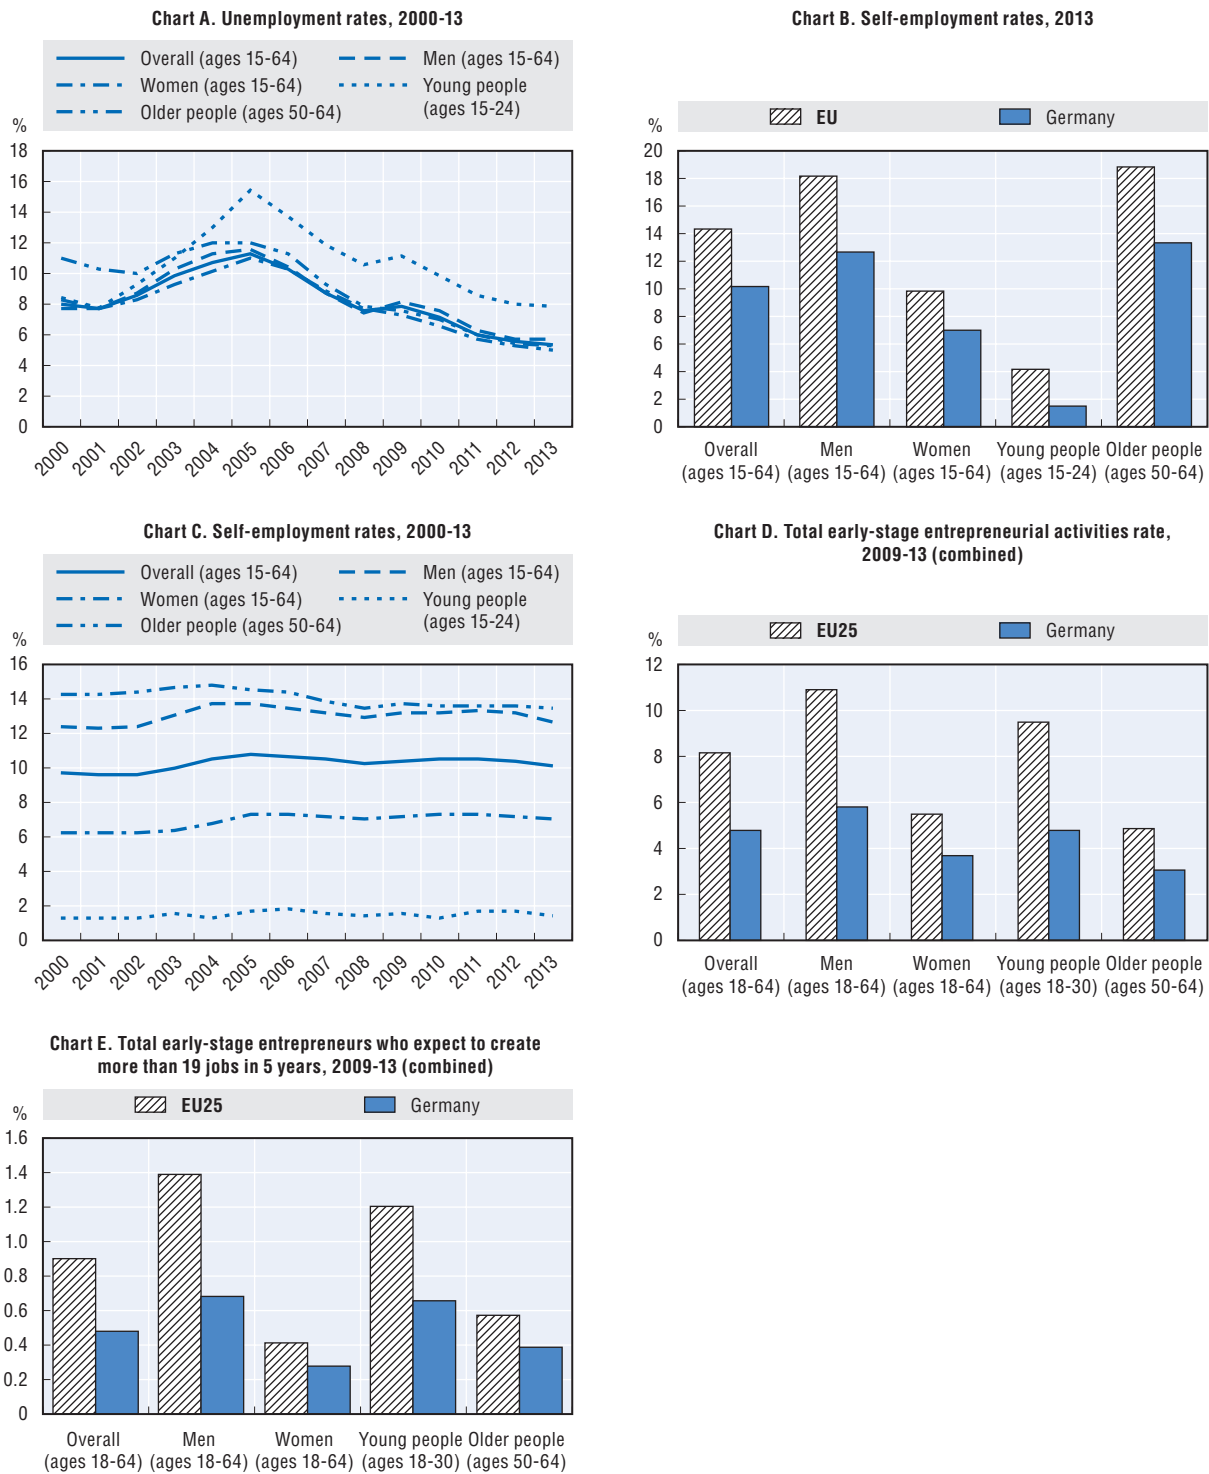 Chart A. Unemployment rates, 2000-13
Overall (ages 15-64)
Men (ages 15-64)
Women (ages 15-64)
Young people
(ages 15-24)
Older people (ages 50-64)
%
18
16
14
12
10
8
6
4
2
0
2000
2001
2002
2003
2004
2005
2006
2007
2008
2009
2010
2011
2012
2013
Chart B. Self-employment rates, 2013
EU
Germany
%
20
18
16
14
12
10
8
6
4
2
0
Overall
(ages 15-64)
Men
(ages 15-64)
Women
(ages 15-64)
Young people
(ages 15-24)
Older people
(ages 50-64)
Chart C. Self-employment rates, 2000-13
Overall (ages 15-64)
Men (ages 15-64)
Women (ages 15-64)
Young people
(ages 15-24)
Older people (ages 50-64)
%
16
14
12
10
8
6
4
2
0
2000
2001
2002
2003
2004
2005
2006
2007
2008
2009
2010
2011
2012
2013
Chart D. Total early-stage entrepreneurial activities rate,
2009-13 (combined)
EU25
Germany
%
12
10
8
6
4
2
0
Overall
(ages 18-64)
Men
(ages 18-64)
Women
(ages 18-64)
Young people
(ages 18-30)
Older people
(ages 50-64)
Chart E. Total early-stage entrepreneurs who expect to create
more than 19 jobs in 5 years, 2009-13 (combined)
EU25
Germany
%
1.6
1.4
1.2
1.0
0.8
0.6
0.4
0.2
0
Overall
(ages 18-64)
Men
(ages 18-64)
Women
(ages 18-64)
Young people
(ages 18-30)
Older people
(ages 50-64)